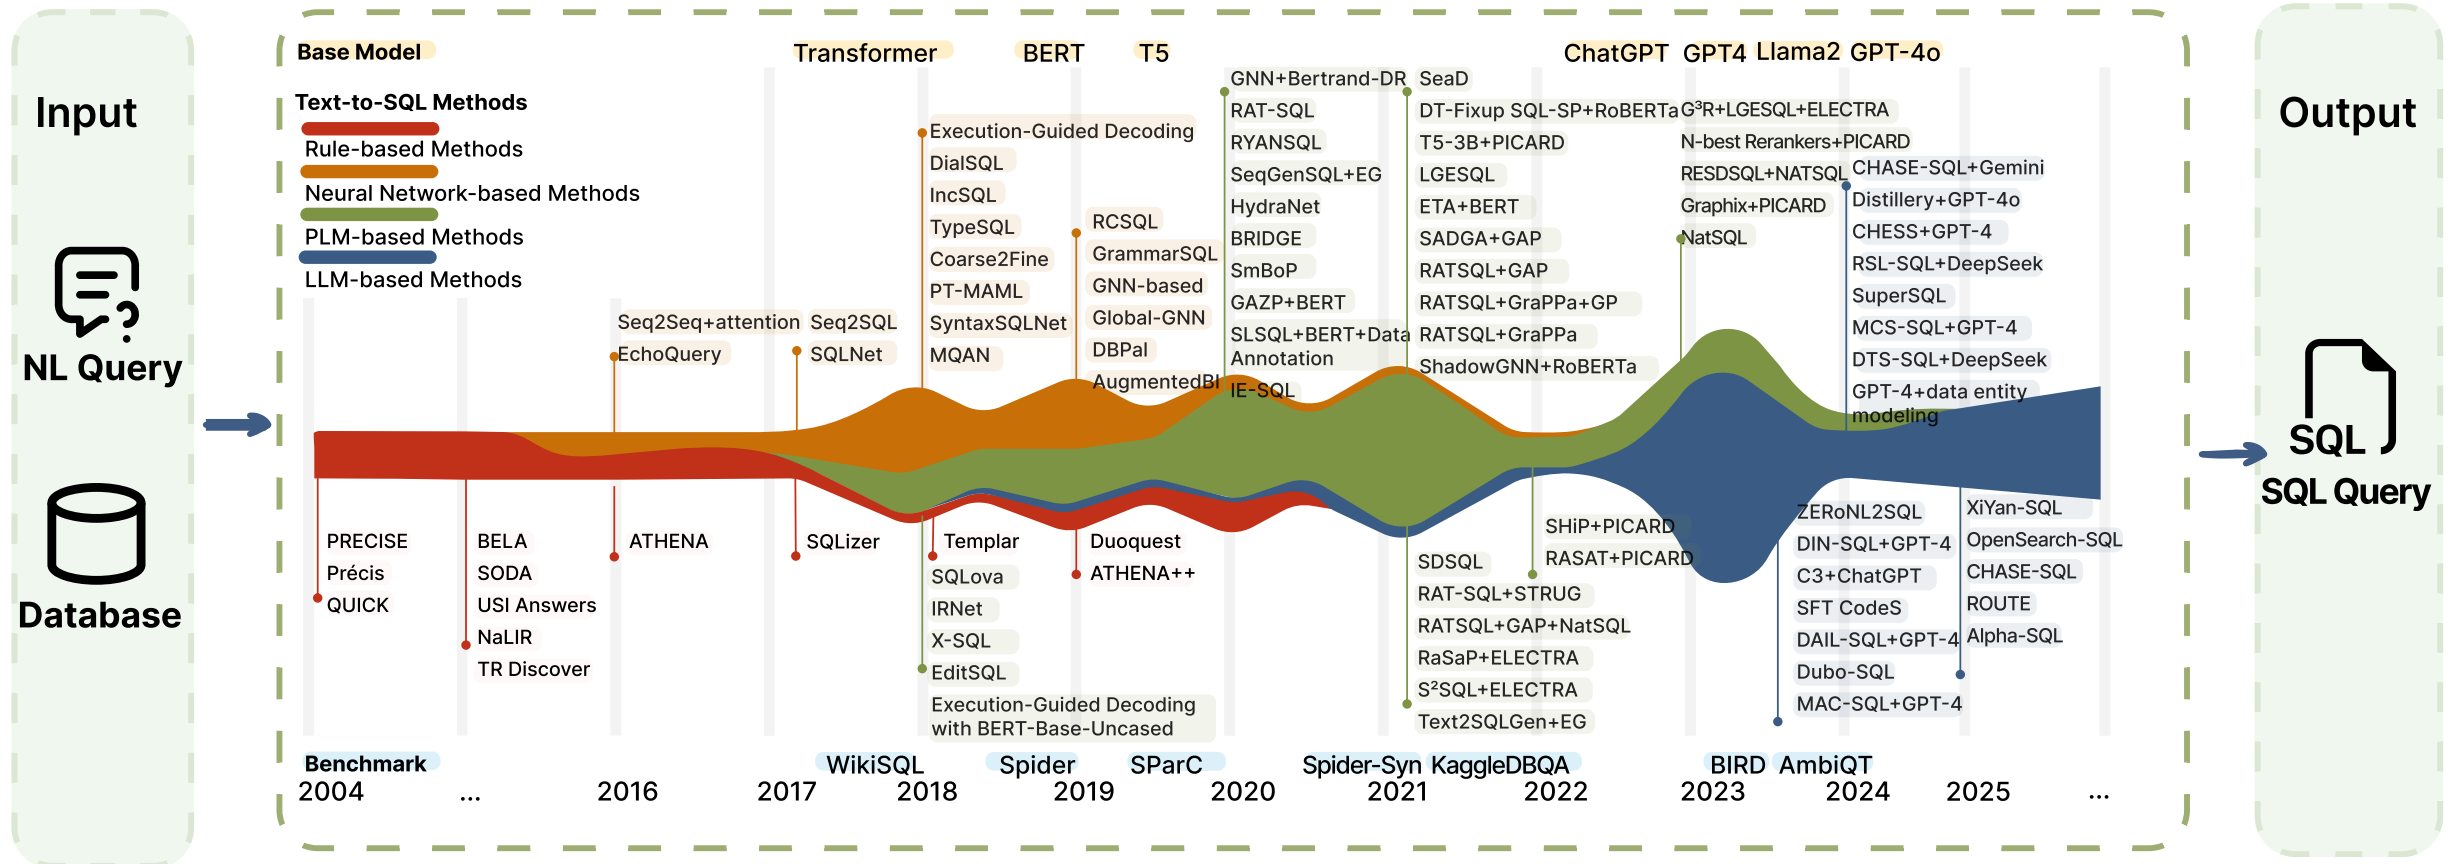 Input
NL Query
Database
Base Model
Transformer
BERT
T5
ChatGPT
GPT4
Llama2
GPT-4o
Text-to-SQL Methods
Rule-based Methods
Neural Network-based Methods
PLM-based Methods
LLM-based Methods
Seq2Seq+attention
EchoQuery
Seq2SQL
SQLNet
Execution-Guided Decoding
DialSQL
IncSQL
TypeSQL
Coarse2Fine
PT-MAML
SyntaxSQLNet
MQAN
RCSQL
GrammarSQL
GNN-based
Global-GNN
DBPal
AugmentedBI
GNN+Bertrand-DR
RAT-SQL
RYANSQL
SeqGenSQL+EG
HydraNet
BRIDGE
SmBoP
GAZP+BERT
SLSQL+BERT+Data
Annotation
IE-SQL
SeaD
DT-Fixup SQL-SP+RoBERTa
T5-3B+PICARD
LGESQL
ETA+BERT
SADGA+GAP
RATSQL+GAP
RATSQL+GraPPa+GP
RATSQL+GraPPa
ShadowGNN+RoBERTa
G³R+LGESQL+ELECTRA
N-best Rerankers+PICARD
RESDSQL+NATSQL
Graphix+PICARD
NatSQL
CHASE-SQL+Gemini
Distillery+GPT-4o
CHESS+GPT-4
RSL-SQL+DeepSeek
SuperSQL
MCS-SQL+GPT-4
DTS-SQL+DeepSeek
GPT-4+data entity
modeling
PRECISE
Précis
QUICK
BELA
SODA
USI Answers
NaLIR
TR Discover
ATHENA
SQLizer
Templar
SQLova
IRNet
X-SQL
EditSQL
Execution-Guided Decoding
with BERT-Base-Uncased
Duoquest
ATHENA++
SDSQL
RAT-SQL+STRUG
RATSQL+GAP+NatSQL
RaSaP+ELECTRA
S²SQL+ELECTRA
Text2SQLGen+EG
SHiP+PICARD
RASAT+PICARD
ZERoNL2SQL
DIN-SQL+GPT-4
C3+ChatGPT
SFT CodeS
DAIL-SQL+GPT-4
Dubo-SQL
MAC-SQL+GPT-4
XiYan-SQL
OpenSearch-SQL
CHASE-SQL
ROUTE
Alpha-SQL
Benchmark
WikiSQL
Spider
SParC
Spider-Syn
KaggleDBQA
BIRD
AmbiQT
2004
...
2016
2017
2018
2019
2020
2021
2022
2023
2024
2025
...
Output
SQL
SQL Query